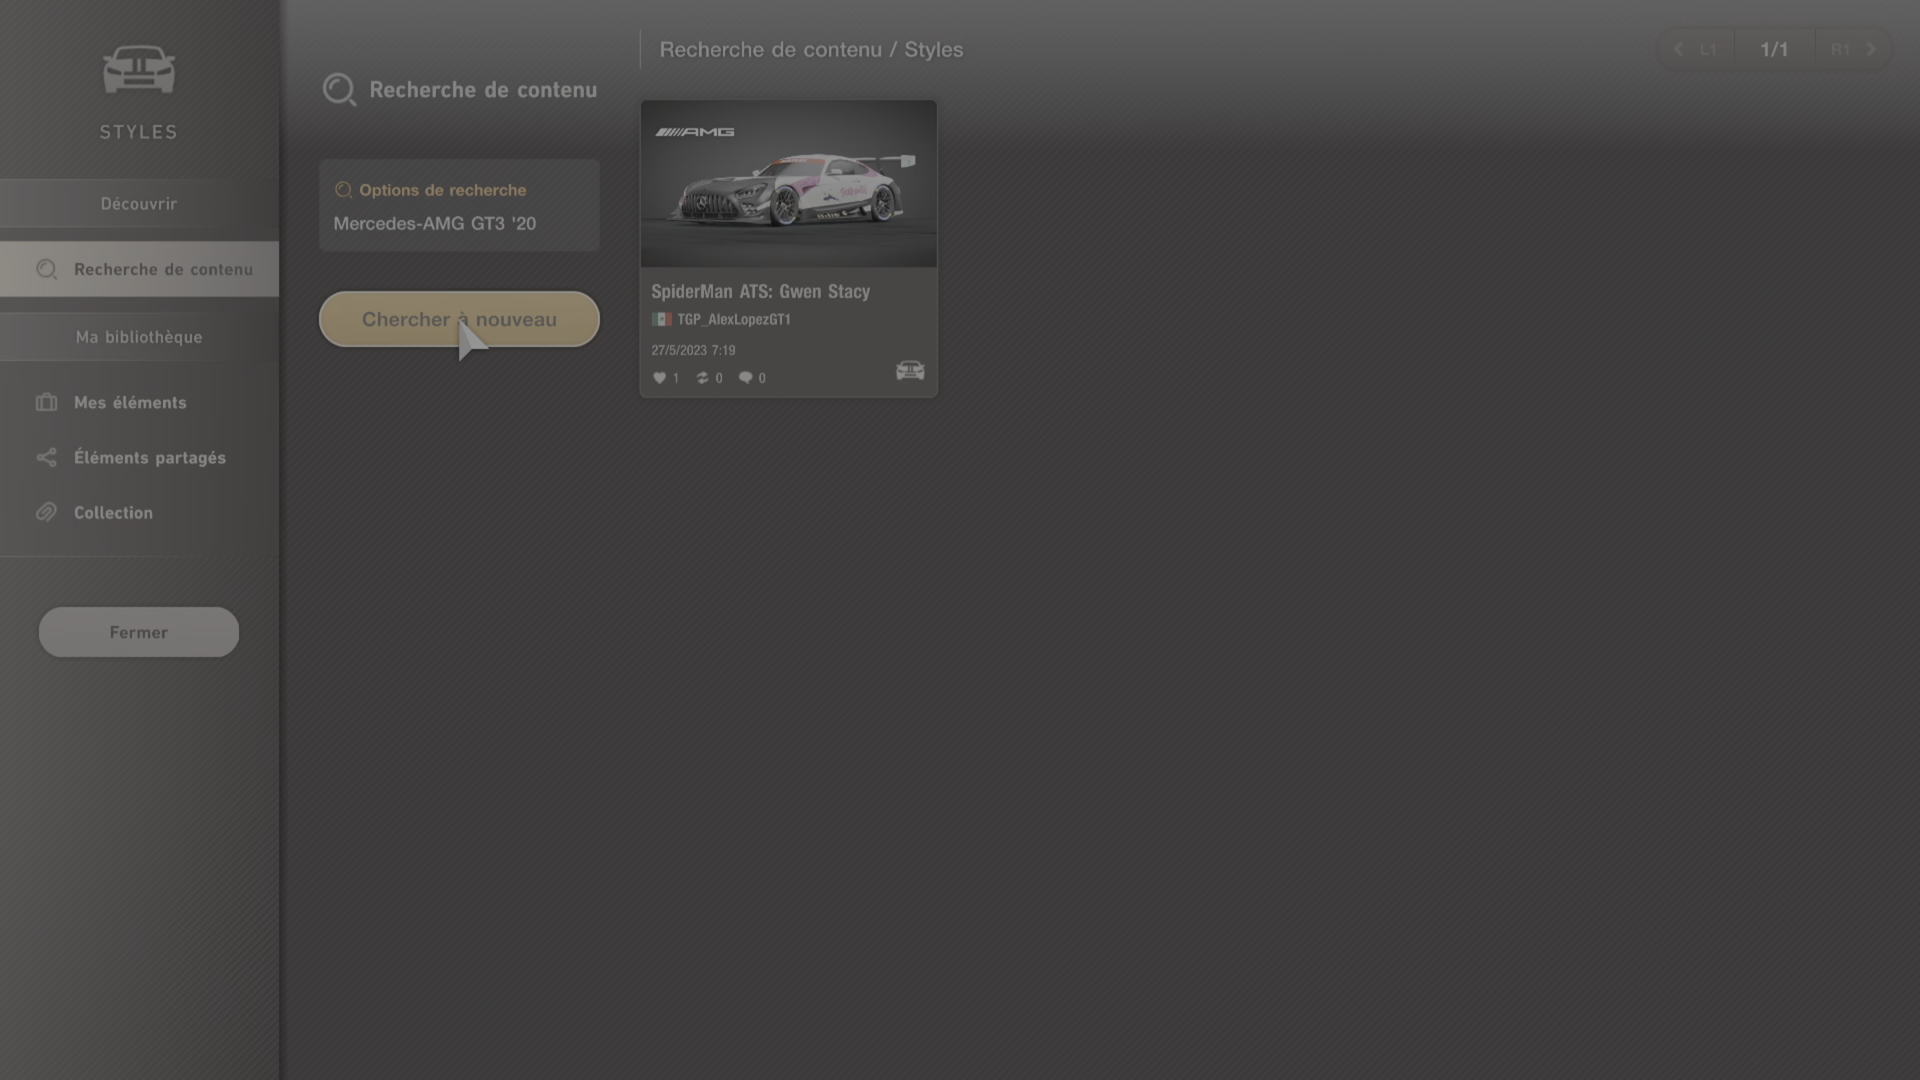 STYLES
Découvrir
Recherche de contenu
Ma bibliothèque
Mes éléments
Éléments partagés
Collection
Fermer
Recherche de contenu
Options de recherche
Mercedes-AMG GT3 '20
Chercher à nouveau
Recherche de contenu / Styles
L1
1/1
R1
AMG
SpiderMan ATS: Gwen Stacy
TGP_AlexLopezGT1
27/5/2023 7:19
1 0 0